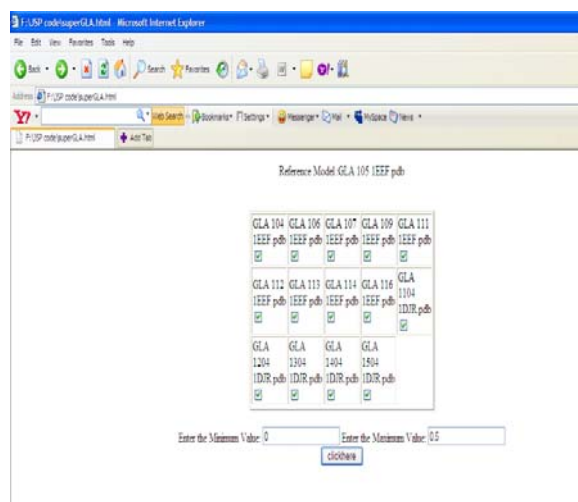 F:\USP code\superGLA.html - Microsoft Internet Explorer
File Edit View Favorites Tools Help
Back Search Favorites
Address F:\USP code\superGLA.html
Y! Web Search Bookmarks Settings Messenger Mail MySpace News
F:\USP code\superGLA.html Add Tab
Reference Model:GLA 105 1EEF.pdb
GLA 104 1EEF.pdb
GLA 106 1EEF.pdb
GLA 107 1EEF.pdb
GLA 109 1EEF.pdb
GLA 111 1EEF.pdb
GLA 112 1EEF.pdb
GLA 113 1EEF.pdb
GLA 114 1EEF.pdb
GLA 116 1EEF.pdb
GLA 1104 1DJR.pdb
GLA 1204 1DJR.pdb
GLA 1304 1DJR.pdb
GLA 1404 1DJR.pdb
GLA 1504 1DJR.pdb
Enter the Minimum Value: 0 Enter the Maximum Value: 0.5
clickhere